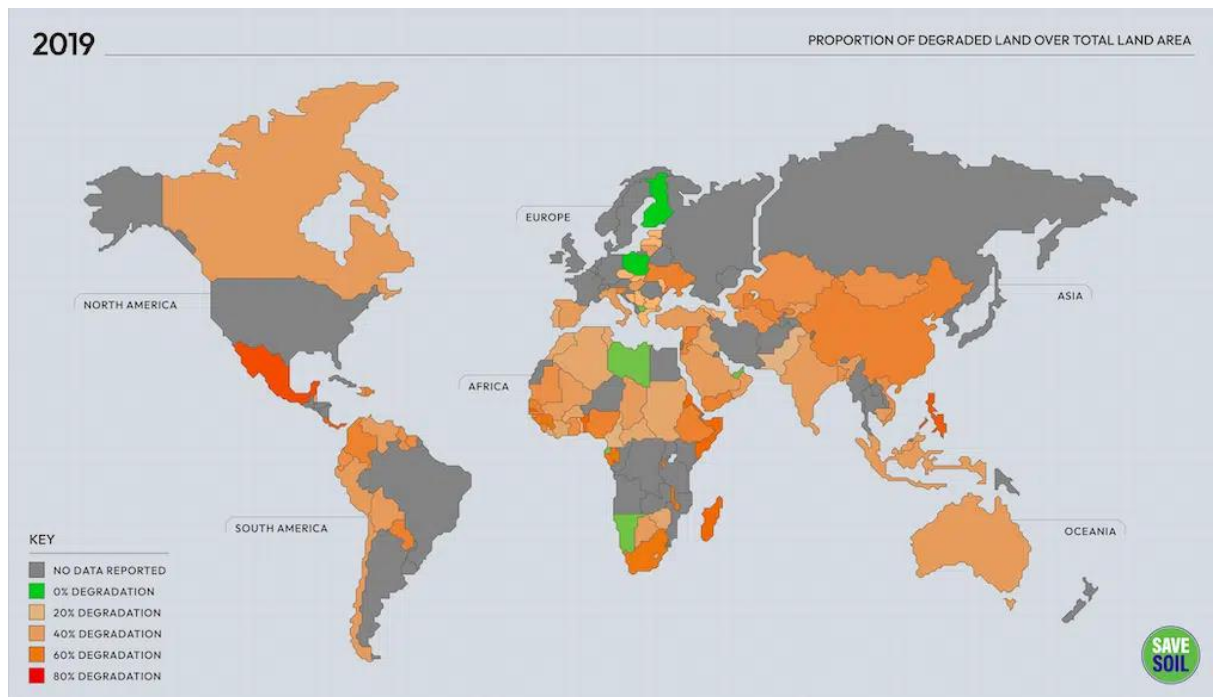 2019
PROPORTION OF DEGRADED LAND OVER TOTAL LAND AREA
EUROPE
NORTH AMERICA
ASIA
AFRICA
SOUTH AMERICA
OCEANIA
KEY
NO DATA REPORTED
0% DEGRADATION
20% DEGRADATION
40% DEGRADATION
60% DEGRADATION
80% DEGRADATION
SAVE
SOIL